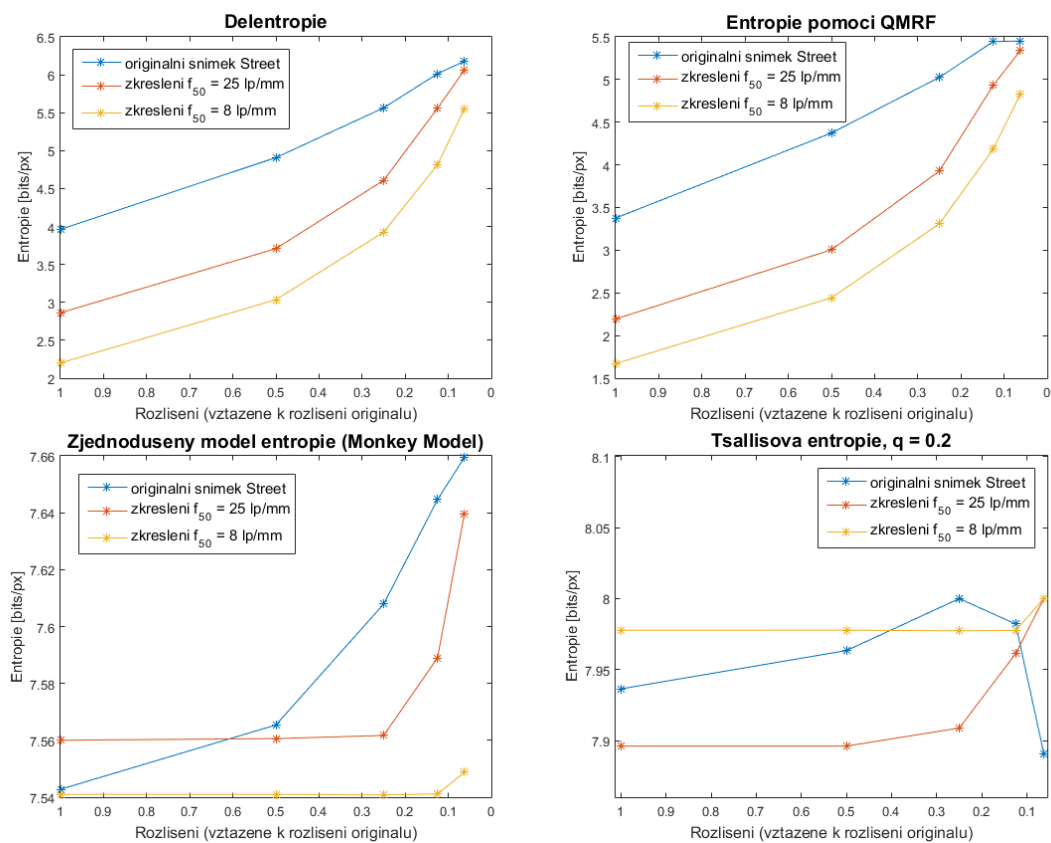 Delentropie
6.5
6
5.5
5
4.5
4
3.5
3
2.5
2
Entropie [bits/px]
originalni snimek Street
zkresleni f50 = 25 lp/mm
zkresleni f50 = 8 lp/mm
1 0.9 0.8 0.7 0.6 0.5 0.4 0.3 0.2 0.1 0
Rozliseni (vztazene k rozliseni originalu)
Entropie pomoci QMRF
5.5
5
4.5
4
3.5
3
2.5
2
1.5
Entropie [bits/px]
originalni snimek Street
zkresleni f50 = 25 lp/mm
zkresleni f50 = 8 lp/mm
1 0.9 0.8 0.7 0.6 0.5 0.4 0.3 0.2 0.1 0
Rozliseni (vztazene k rozliseni originalu)
Zjednoduseny model entropie (Monkey Model)
7.66
7.64
7.62
7.6
7.58
7.56
7.54
Entropie [bits/px]
originalni snimek Street
zkresleni f50 = 25 lp/mm
zkresleni f50 = 8 lp/mm
1 0.9 0.8 0.7 0.6 0.5 0.4 0.3 0.2 0.1 0
Rozliseni (vztazene k rozliseni originalu)
Tsallisova entropie, q = 0.2
8.1
8.05
8
7.95
7.9
Entropie [bits/px]
originalni snimek Street
zkresleni f50 = 25 lp/mm
zkresleni f50 = 8 lp/mm
1 0.9 0.8 0.7 0.6 0.5 0.4 0.3 0.2 0.1
Rozliseni (vztazene k rozliseni originalu)